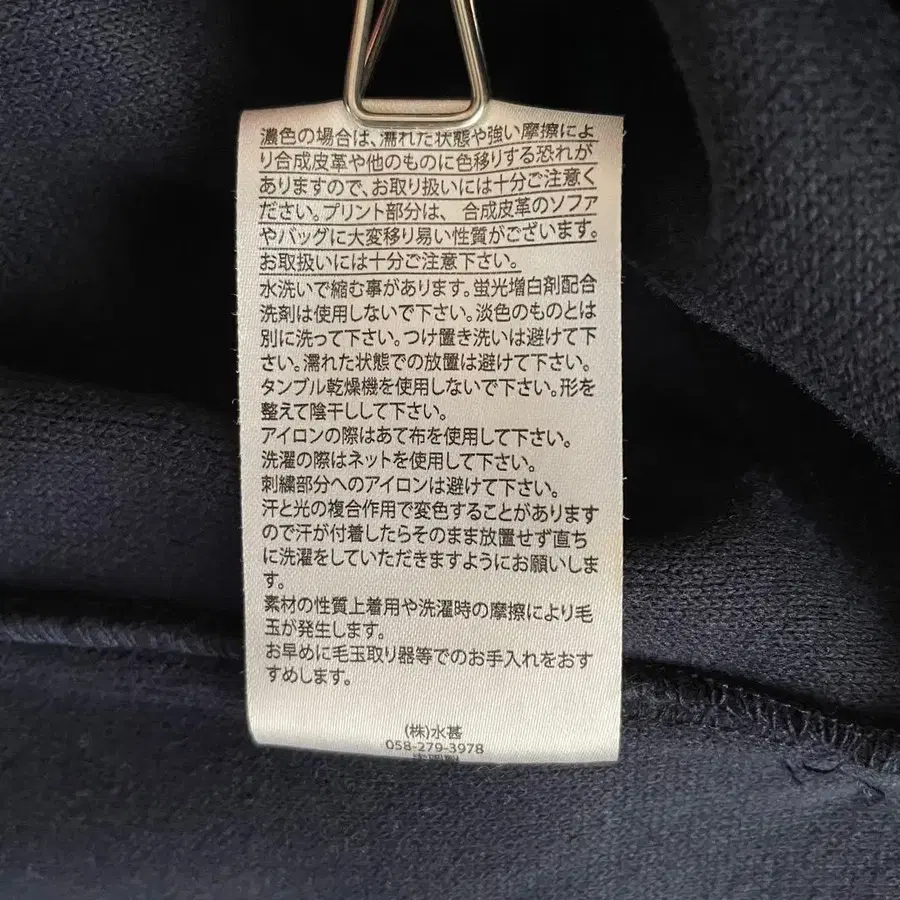 濃色の場合は、濡れた状態や強い摩擦によ
り合成皮革や他のものに色移りする恐れが
ありますので、お取り扱いには十分ご注意く
ださい。プリント部分は、合成皮革のソファ
やバッグに大変移り易い性質がございます。
お取扱いには十分ご注意下さい。
水洗いで縮む事があります。蛍光増白剤配合
洗剤は使用しないで下さい。淡色のものとは
別に洗って下さい。つけ置き洗いは避けて下
さい。濡れた状態での放置は避けて下さい。
タンブル乾燥機を使用しないで下さい。形を
整えて陰干しして下さい。
アイロンの際はあて布を使用して下さい。
洗濯の際はネットを使用して下さい。
刺繍部分へのアイロンは避けて下さい。
汗と光の複合作用で変色することがあります
ので汗が付着したらそのまま放置せず直ち
に洗濯をしていただきますようにお願いしま
す。
素材の性質上着用や洗濯時の摩擦により毛
玉が発生します。
お早めに毛玉取り器等でのお手入れをおす
すめします。
(株)水甚
058-279-3978